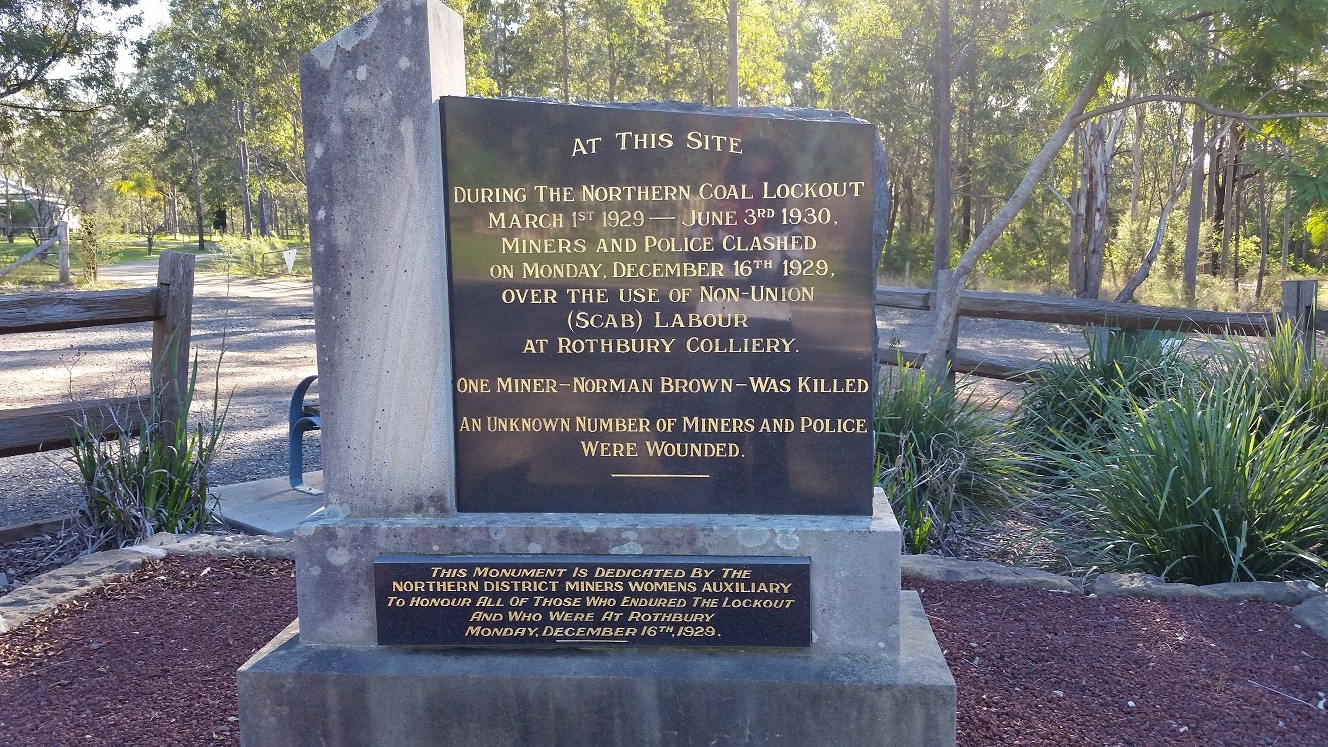 AT THIS SITE
DURING THE NORTHERN COAL LOCKOUT
MARCH 1ST 1929 — JUNE 3RD 1930,
MINERS AND POLICE CLASHED
ON MONDAY, DECEMBER 16TH 1929,
OVER THE USE OF NON-UNION
(SCAB) LABOUR
AT ROTHBURY COLLIERY.
ONE MINER–NORMAN BROWN–WAS KILLED
AN UNKNOWN NUMBER OF MINERS AND POLICE
WERE WOUNDED.
THIS MONUMENT IS DEDICATED BY THE
NORTHERN DISTRICT MINERS WOMENS AUXILIARY
TO HONOUR ALL OF THOSE WHO ENDURED THE LOCKOUT
AND WHO WERE AT ROTHBURY
MONDAY, DECEMBER 16TH, 1929.